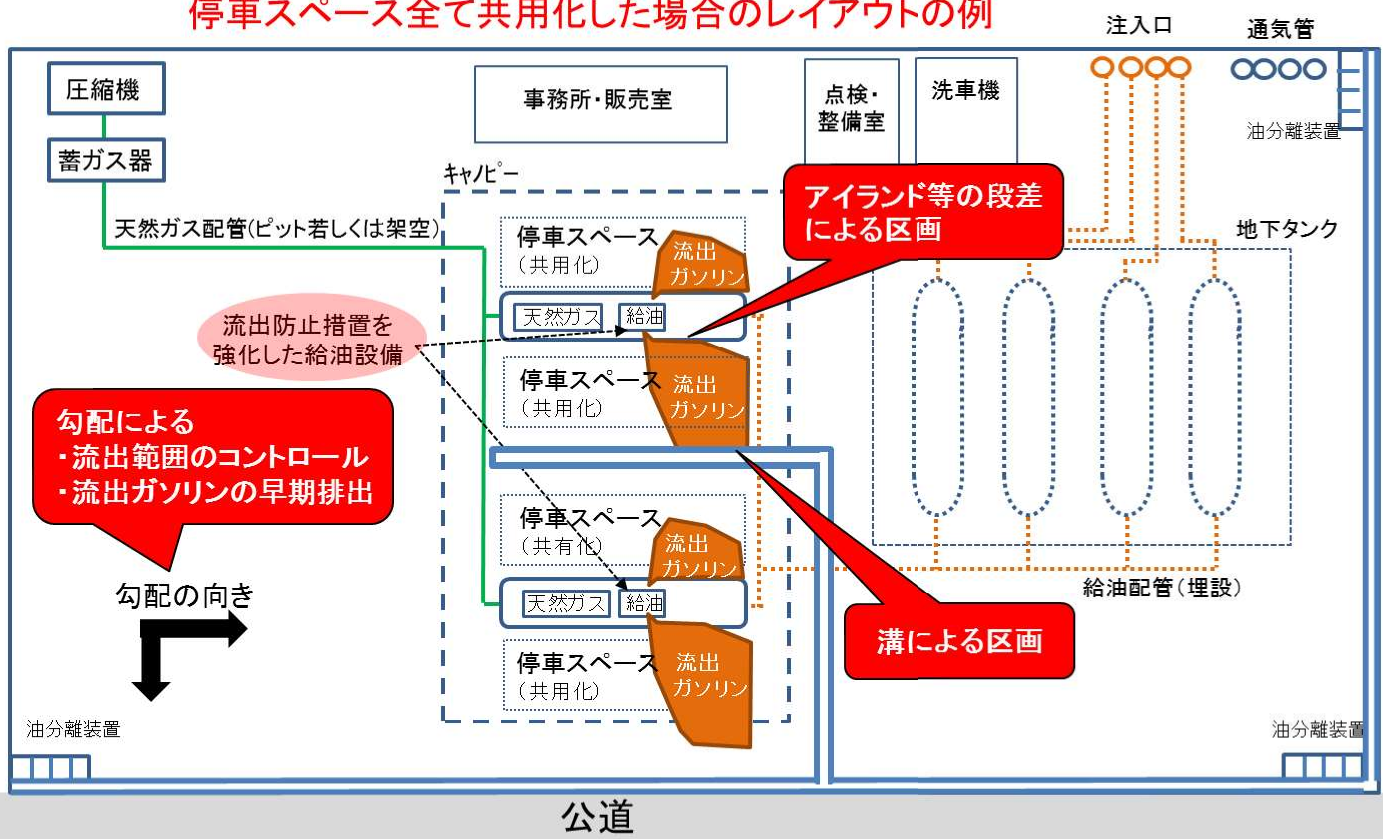 停車スペース全て共用化した場合のレイアウトの例
注入口
通気管
圧縮機
事務所・販売室
点検・
整備室
洗車機
油分離装置
蓄ガス器
キャノピー
アイランド等の段差
による区画
天然ガス配管(ピット若しくは架空)
停車スペース
(共用化)
流出
ガソリン
地下タンク
天然ガス
給油
流出防止措置を
強化した給油設備
停車スペース
(共用化)
流出
ガソリン
勾配による
・流出範囲のコントロール
・流出ガソリンの早期排出
停車スペース
(共有化)
流出
ガソリン
勾配の向き
天然ガス
給油
給油配管(埋設)
溝による区画
停車スペース
(共用化)
流出
ガソリン
油分離装置
油分離装置
公道